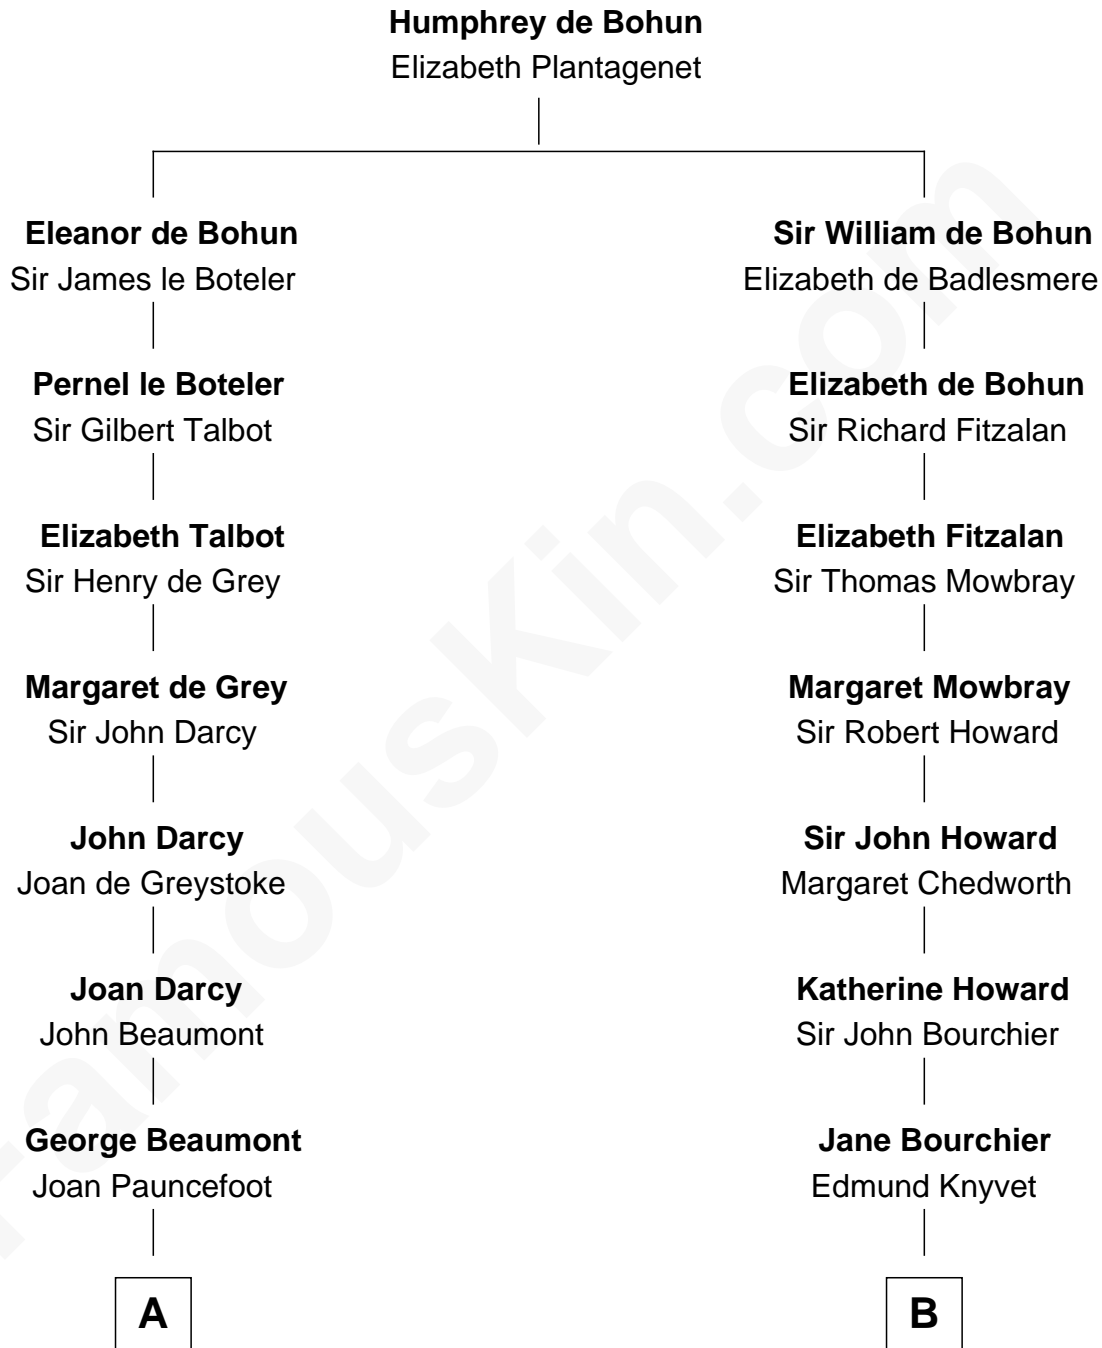 Humphrey de Bohun
Elizabeth Plantagenet
Eleanor de Bohun
Sir James le Boteler
Sir William de Bohun
Elizabeth de Badlesmere
Pernel le Boteler
Sir Gilbert Talbot
Elizabeth de Bohun
Sir Richard Fitzalan
Elizabeth Talbot
Sir Henry de Grey
Elizabeth Fitzalan
Sir Thomas Mowbray
Margaret de Grey
Sir John Darcy
Margaret Mowbray
Sir Robert Howard
John Darcy
Joan de Greystoke
Sir John Howard
Margaret Chedworth
Joan Darcy
John Beaumont
Katherine Howard
Sir John Bourchier
George Beaumont
Joan Pauncefoot
Jane Bourchier
Edmund Knyvet
A
B
FamousKin.com